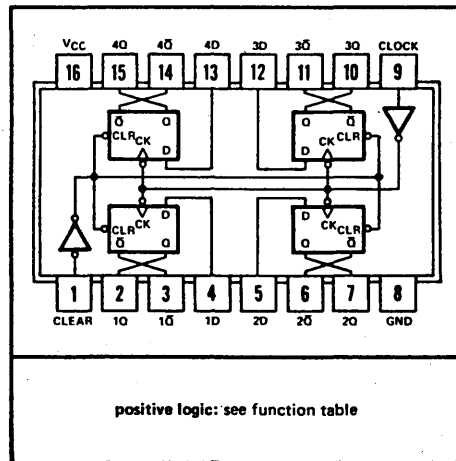 VCC 4Q 4Q̅ 4D 3D 3Q̅ 3Q CLOCK
16 15 14 13 12 11 10 9
Q̅ Q Q Q̅
CLR CK D CK CLR
D
D D
CLR CK CK CLR
Q̅ Q Q Q̅
1 2 3 4 5 6 7 8
CLEAR 1Q 1Q̅ 1D 2D 2Q̅ 2Q GND
positive logic: see function table